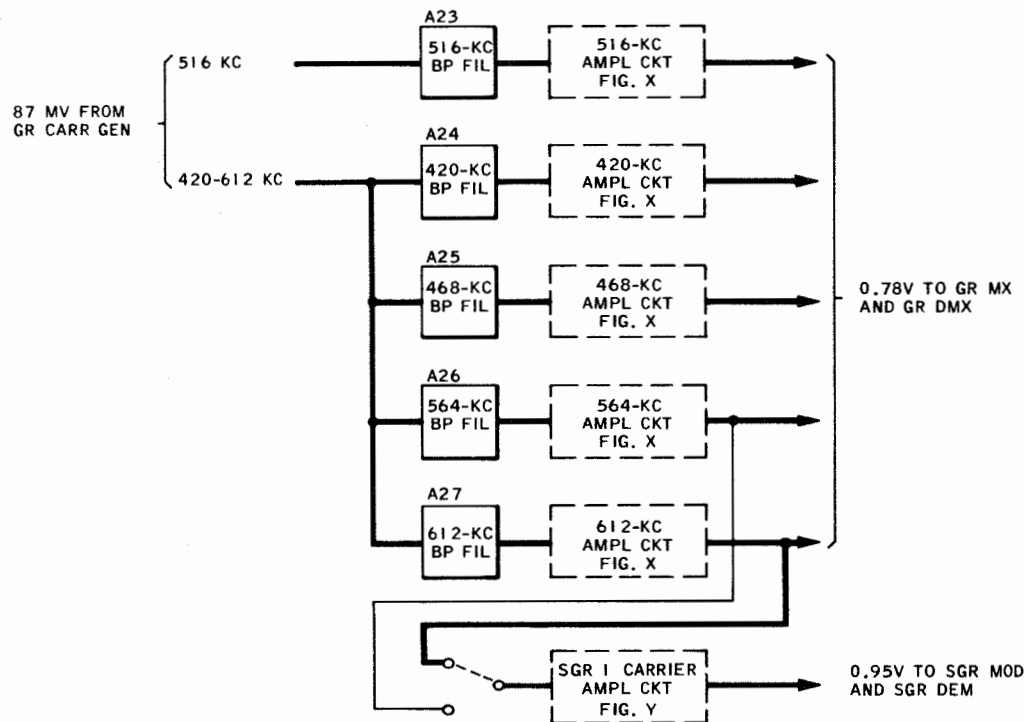 A23
516-KC
BP FIL
516-KC
AMPL CKT
FIG. X
516 KC
87 MV FROM
GR CARR GEN
420-612 KC
A24
420-KC
BP FIL
420-KC
AMPL CKT
FIG. X
A25
468-KC
BP FIL
468-KC
AMPL CKT
FIG. X
0.78V TO GR MX
AND GR DMX
A26
564-KC
BP FIL
564-KC
AMPL CKT
FIG. X
A27
612-KC
BP FIL
612-KC
AMPL CKT
FIG. X
SGR I CARRIER
AMPL CKT
FIG. Y
0.95V TO SGR MOD
AND SGR DEM